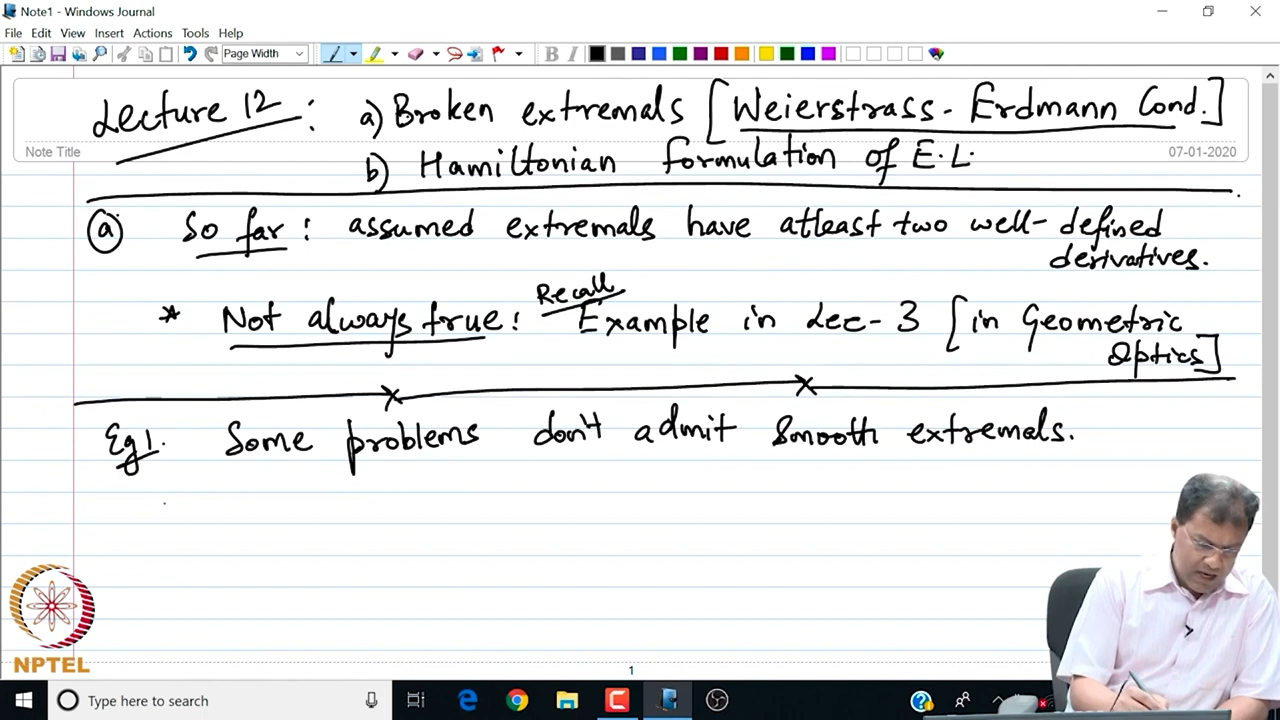 Note1 - Windows Journal
File Edit View Insert Actions Tools Help
Page Width
B I
Lecture 12 : a) Broken extremals [Weierstrass - Erdmann Cond.]
b) Hamiltonian formulation of E.L.
Note Title
07-01-2020
a So far : assumed extremals have atleast two well-defined
derivatives.
* Not always true: Recall Example in Lec-3 [in Geometric
Optics]
Eg1. Some problems don't admit smooth extremals.
NPTEL
1
Type here to search